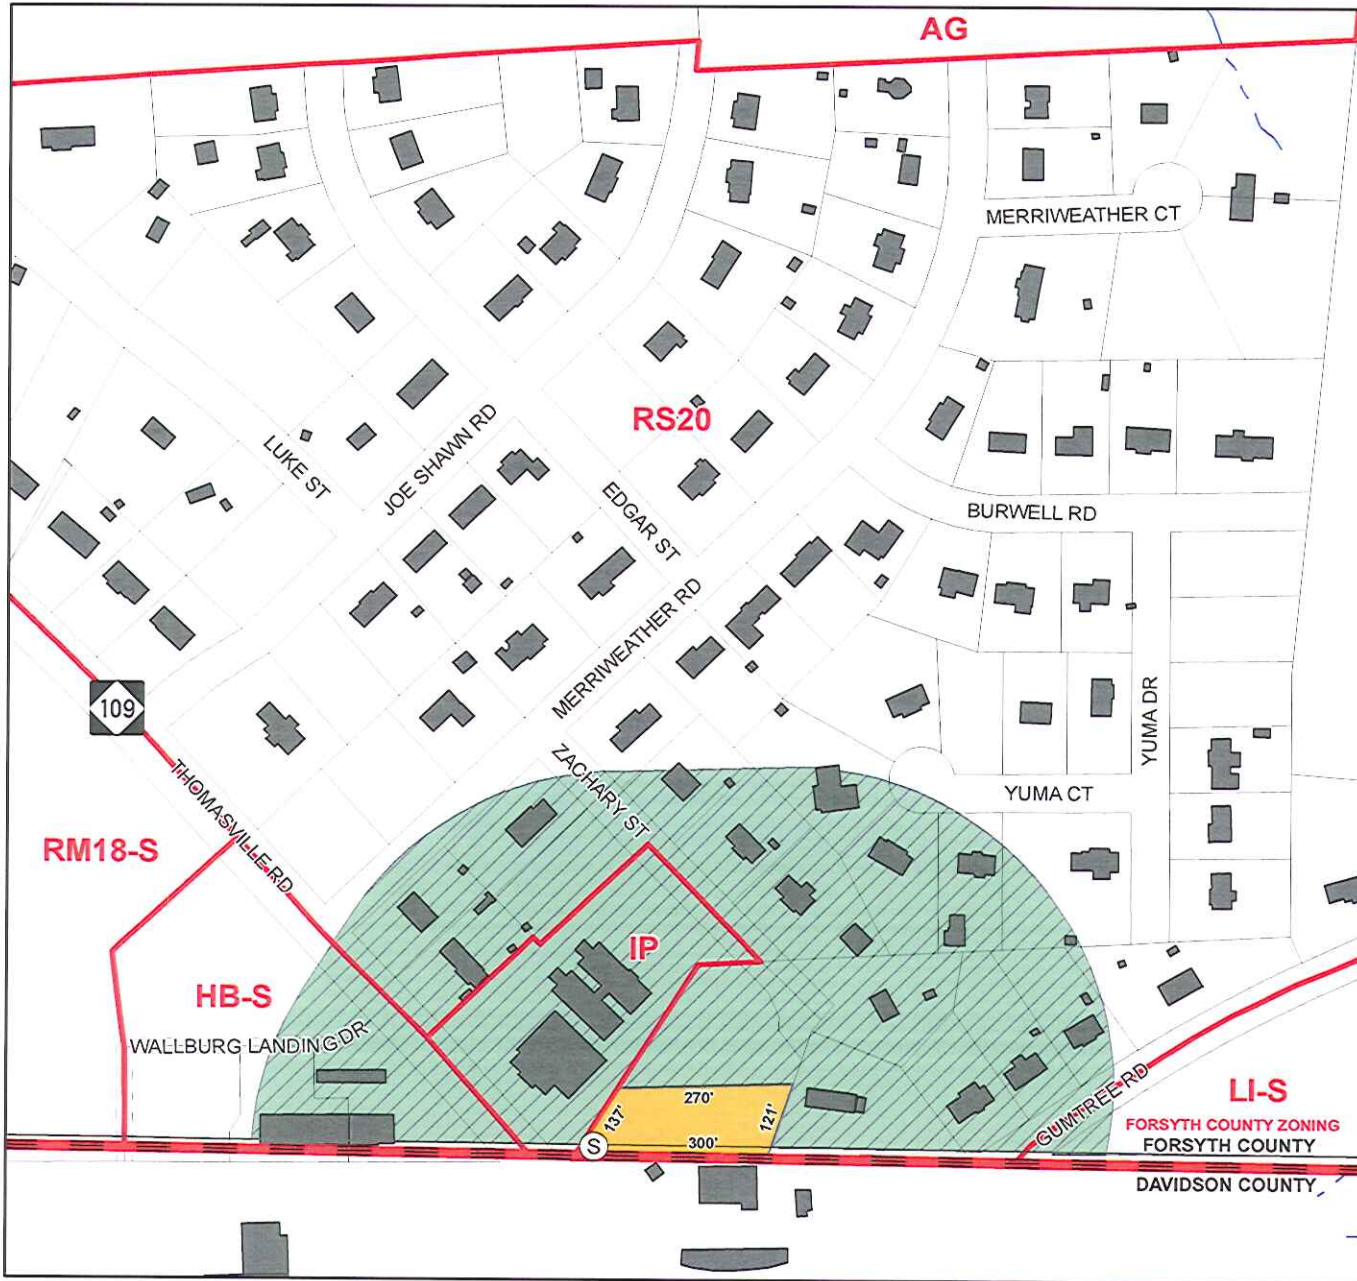 AG
MERRIWEATHER CT
RS20
LUKE ST
JOE SHAWN RD
EDGAR ST
BURWELL RD
MERRIWEATHER RD
109
YUMA DR
ZACHARY ST
THOMASVILLE RD
YUMA CT
RM18-S
IP
HB-S
WALLBURG LANDING DR
270'
137'
121'
300'
S
GUMTREE RD
LI-S
FORSYTH COUNTY ZONING
FORSYTH COUNTY
DAVIDSON COUNTY